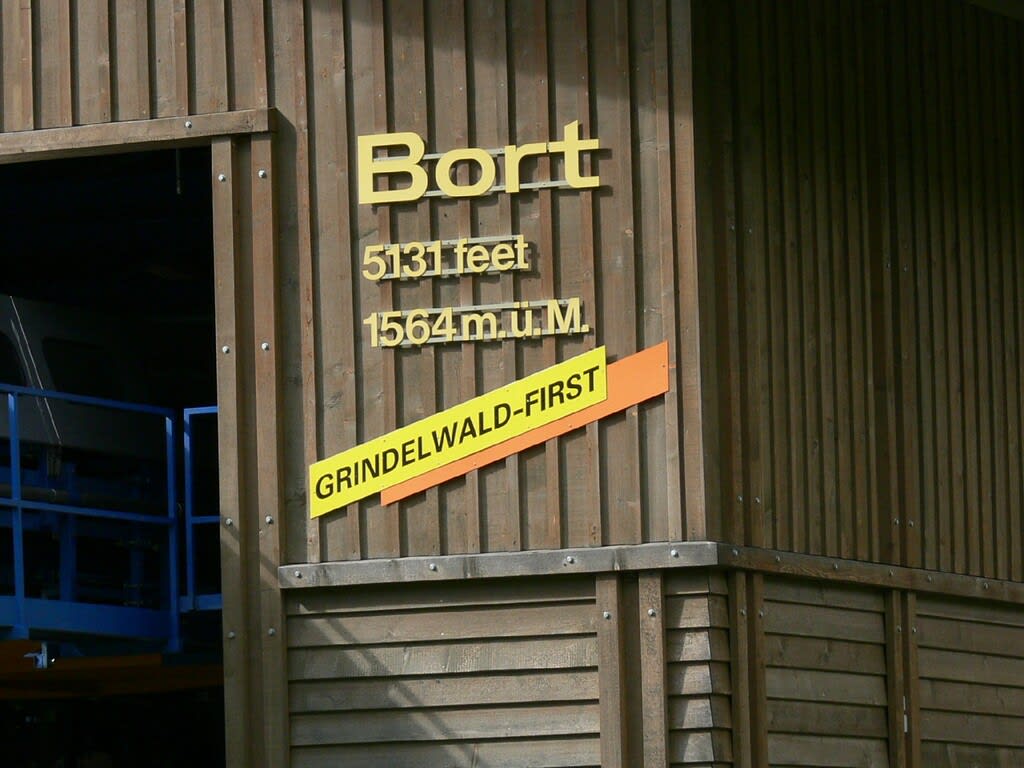 Bort
5131 feet
1564 m.ü.M.
GRINDELWALD-FIRST